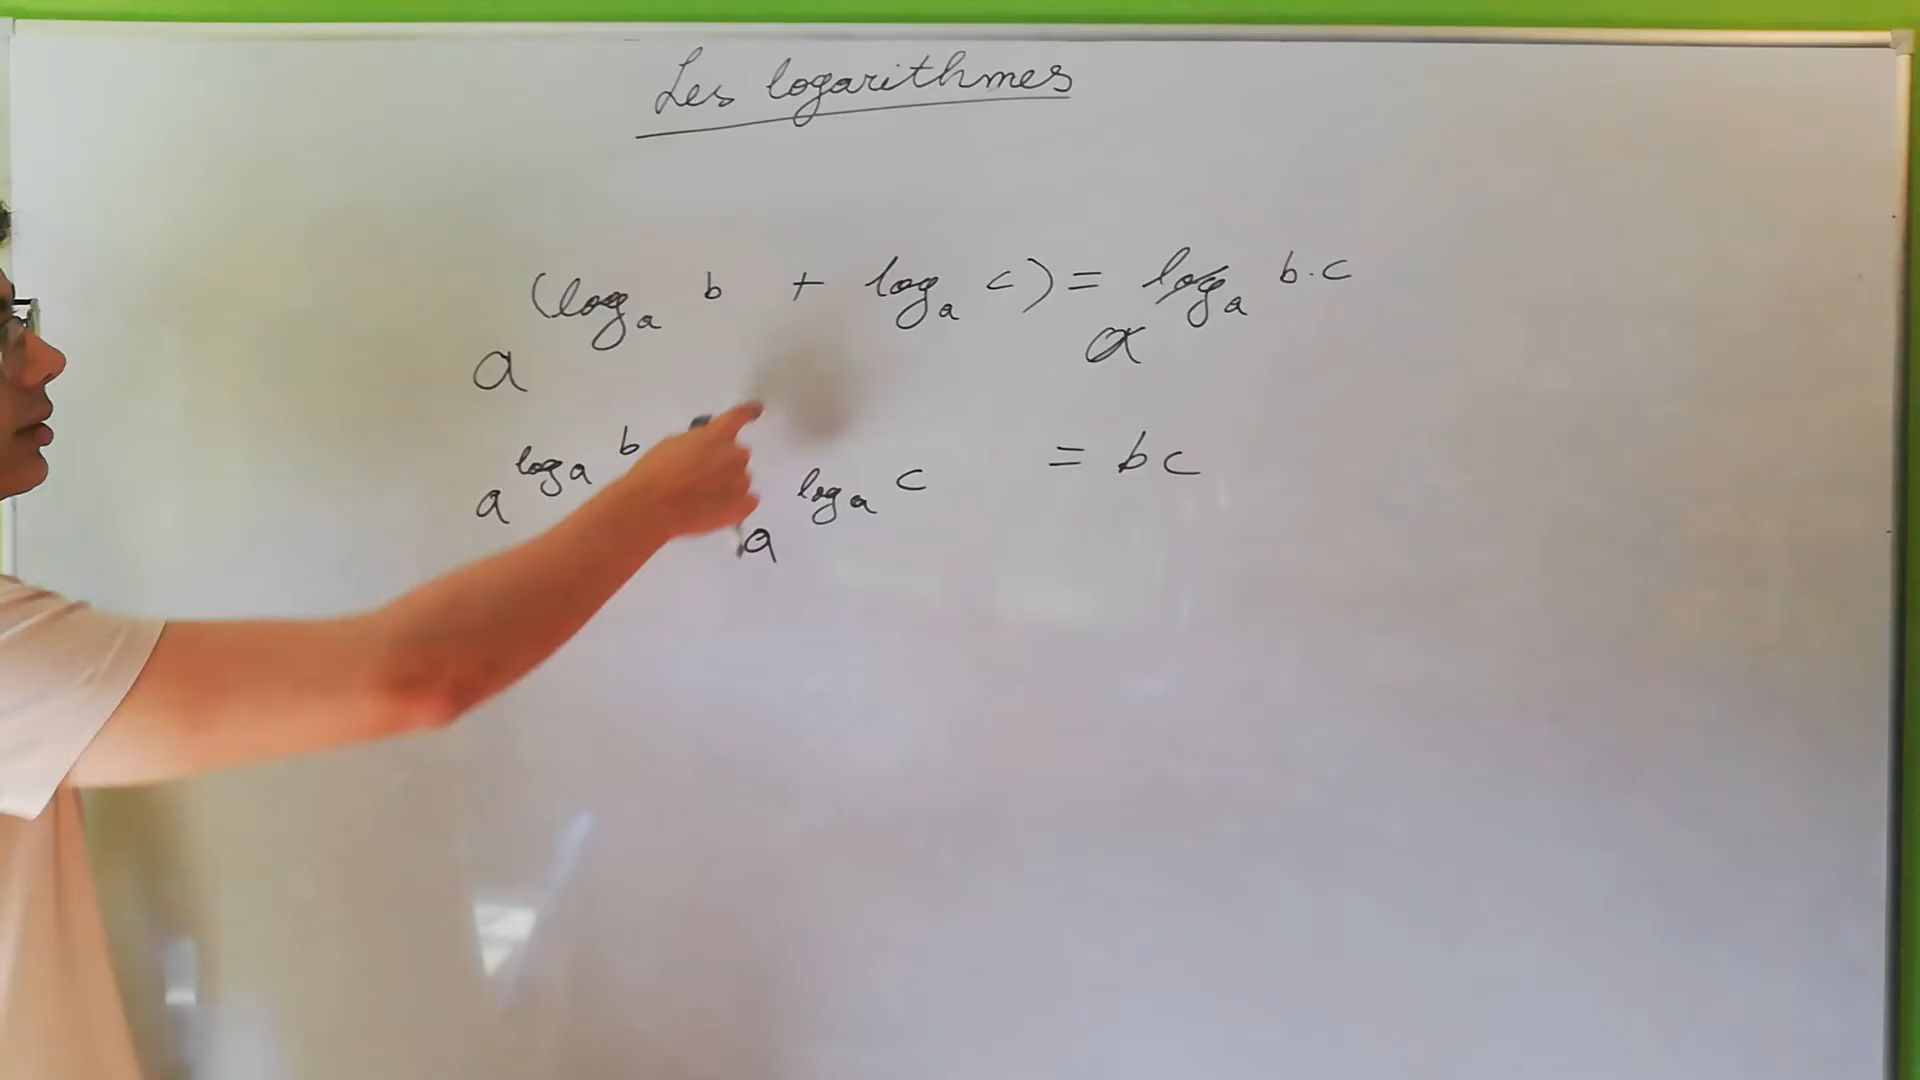 Les logarithmes
a^(log_a b + log_a c) = a^log_a b.c
a^log_a b a^log_a c = bc